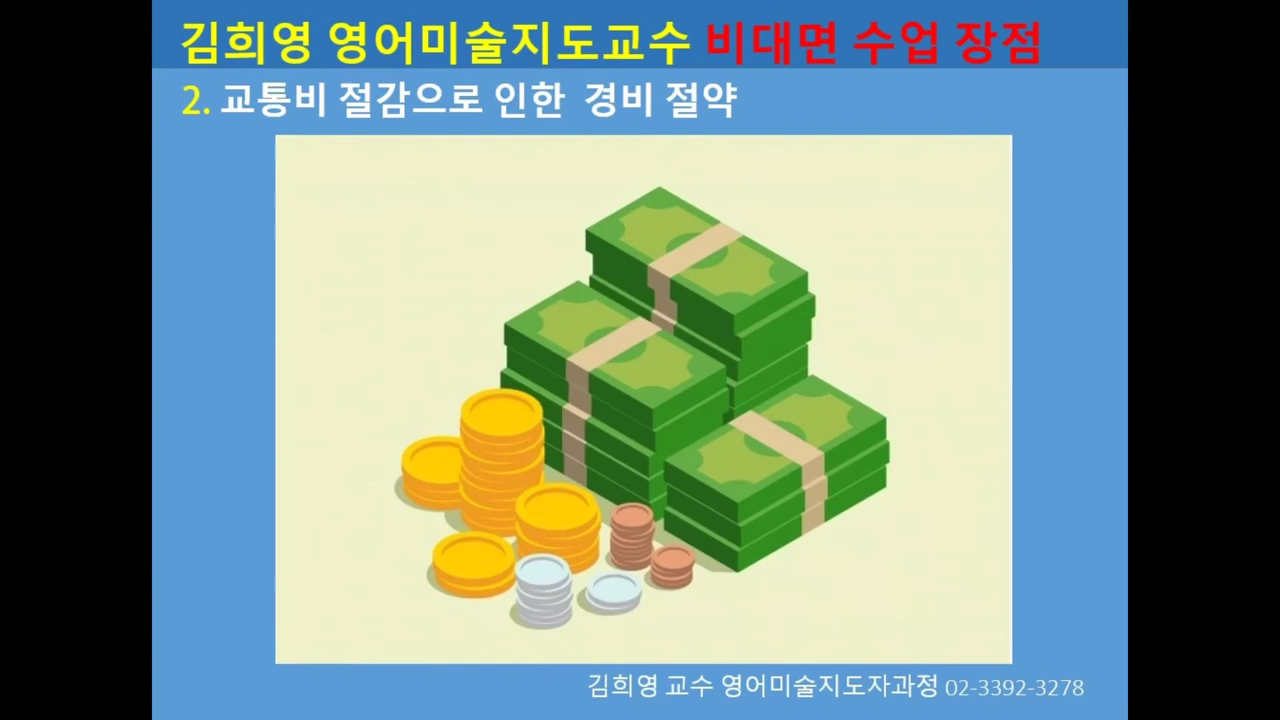 김희영 영어미술지도교수 비대면 수업 장점
2. 교통비 절감으로 인한 경비 절약
김희영 교수 영어미술지도자과정 02-3392-3278